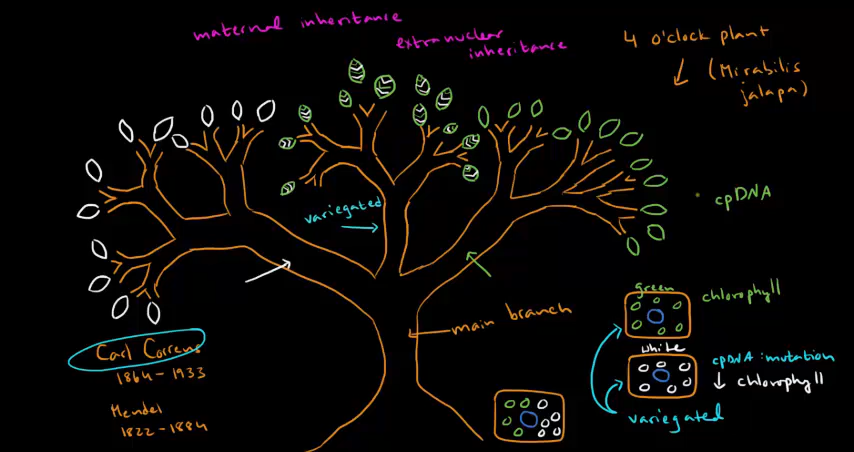 maternal inheritance
extranuclear
inheritance
4 o'clock plant
(Mirabilis
jalapa)
variegated
cpDNA
green
chlorophyll
main branch
white
cpDNA: mutation
↓ chlorophyll
variegated
Carl Correns
1864-1933
Mendel
1822-1884